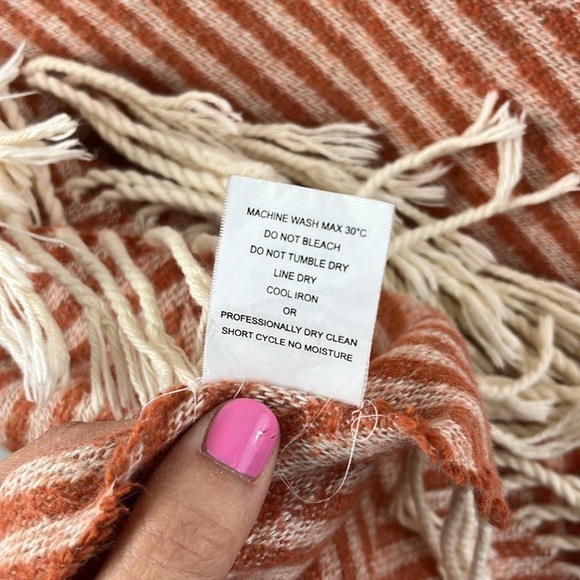 MACHINE WASH MAX 30°C
DO NOT BLEACH
DO NOT TUMBLE DRY
LINE DRY
COOL IRON
OR
PROFESSIONALLY DRY CLEAN
SHORT CYCLE NO MOISTURE